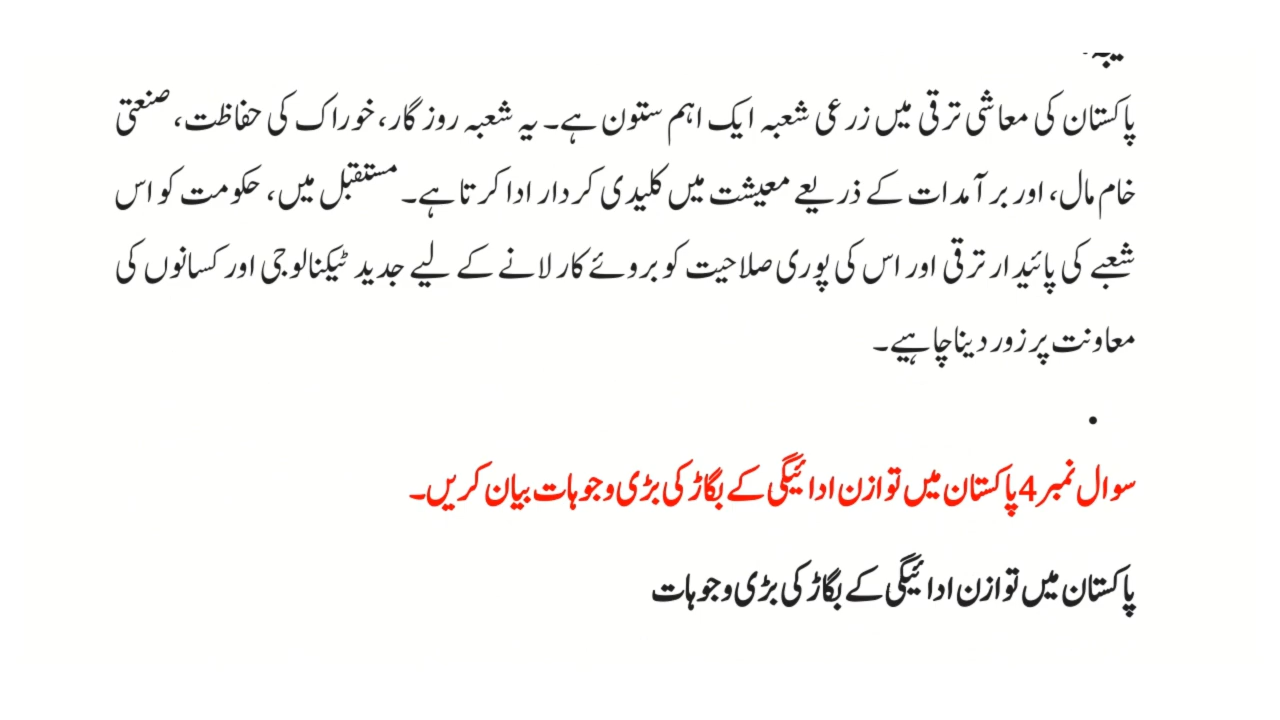 پاکستان کی معاشی ترقی میں زرعی شعبہ ایک اہم ستون ہے۔ یہ شعبہ روزگار، خوراک کی حفاظت، صنعتی
خام مال، اور برآمدات کے ذریعے معیشت میں کلیدی کردار ادا کرتا ہے۔ مستقبل میں، حکومت کو اس
شعبے کی پائیدار ترقی اور اس کی پوری صلاحیت کو بروئے کار لانے کے لیے جدید ٹیکنالوجی اور کسانوں کی
معاونت پر زور دینا چاہیے۔
•
سوال نمبر 4 پاکستان میں توازن ادائیگی کے بگاڑ کی بڑی وجوہات بیان کریں۔
پاکستان میں توازن ادائیگی کے بگاڑ کی بڑی وجوہات